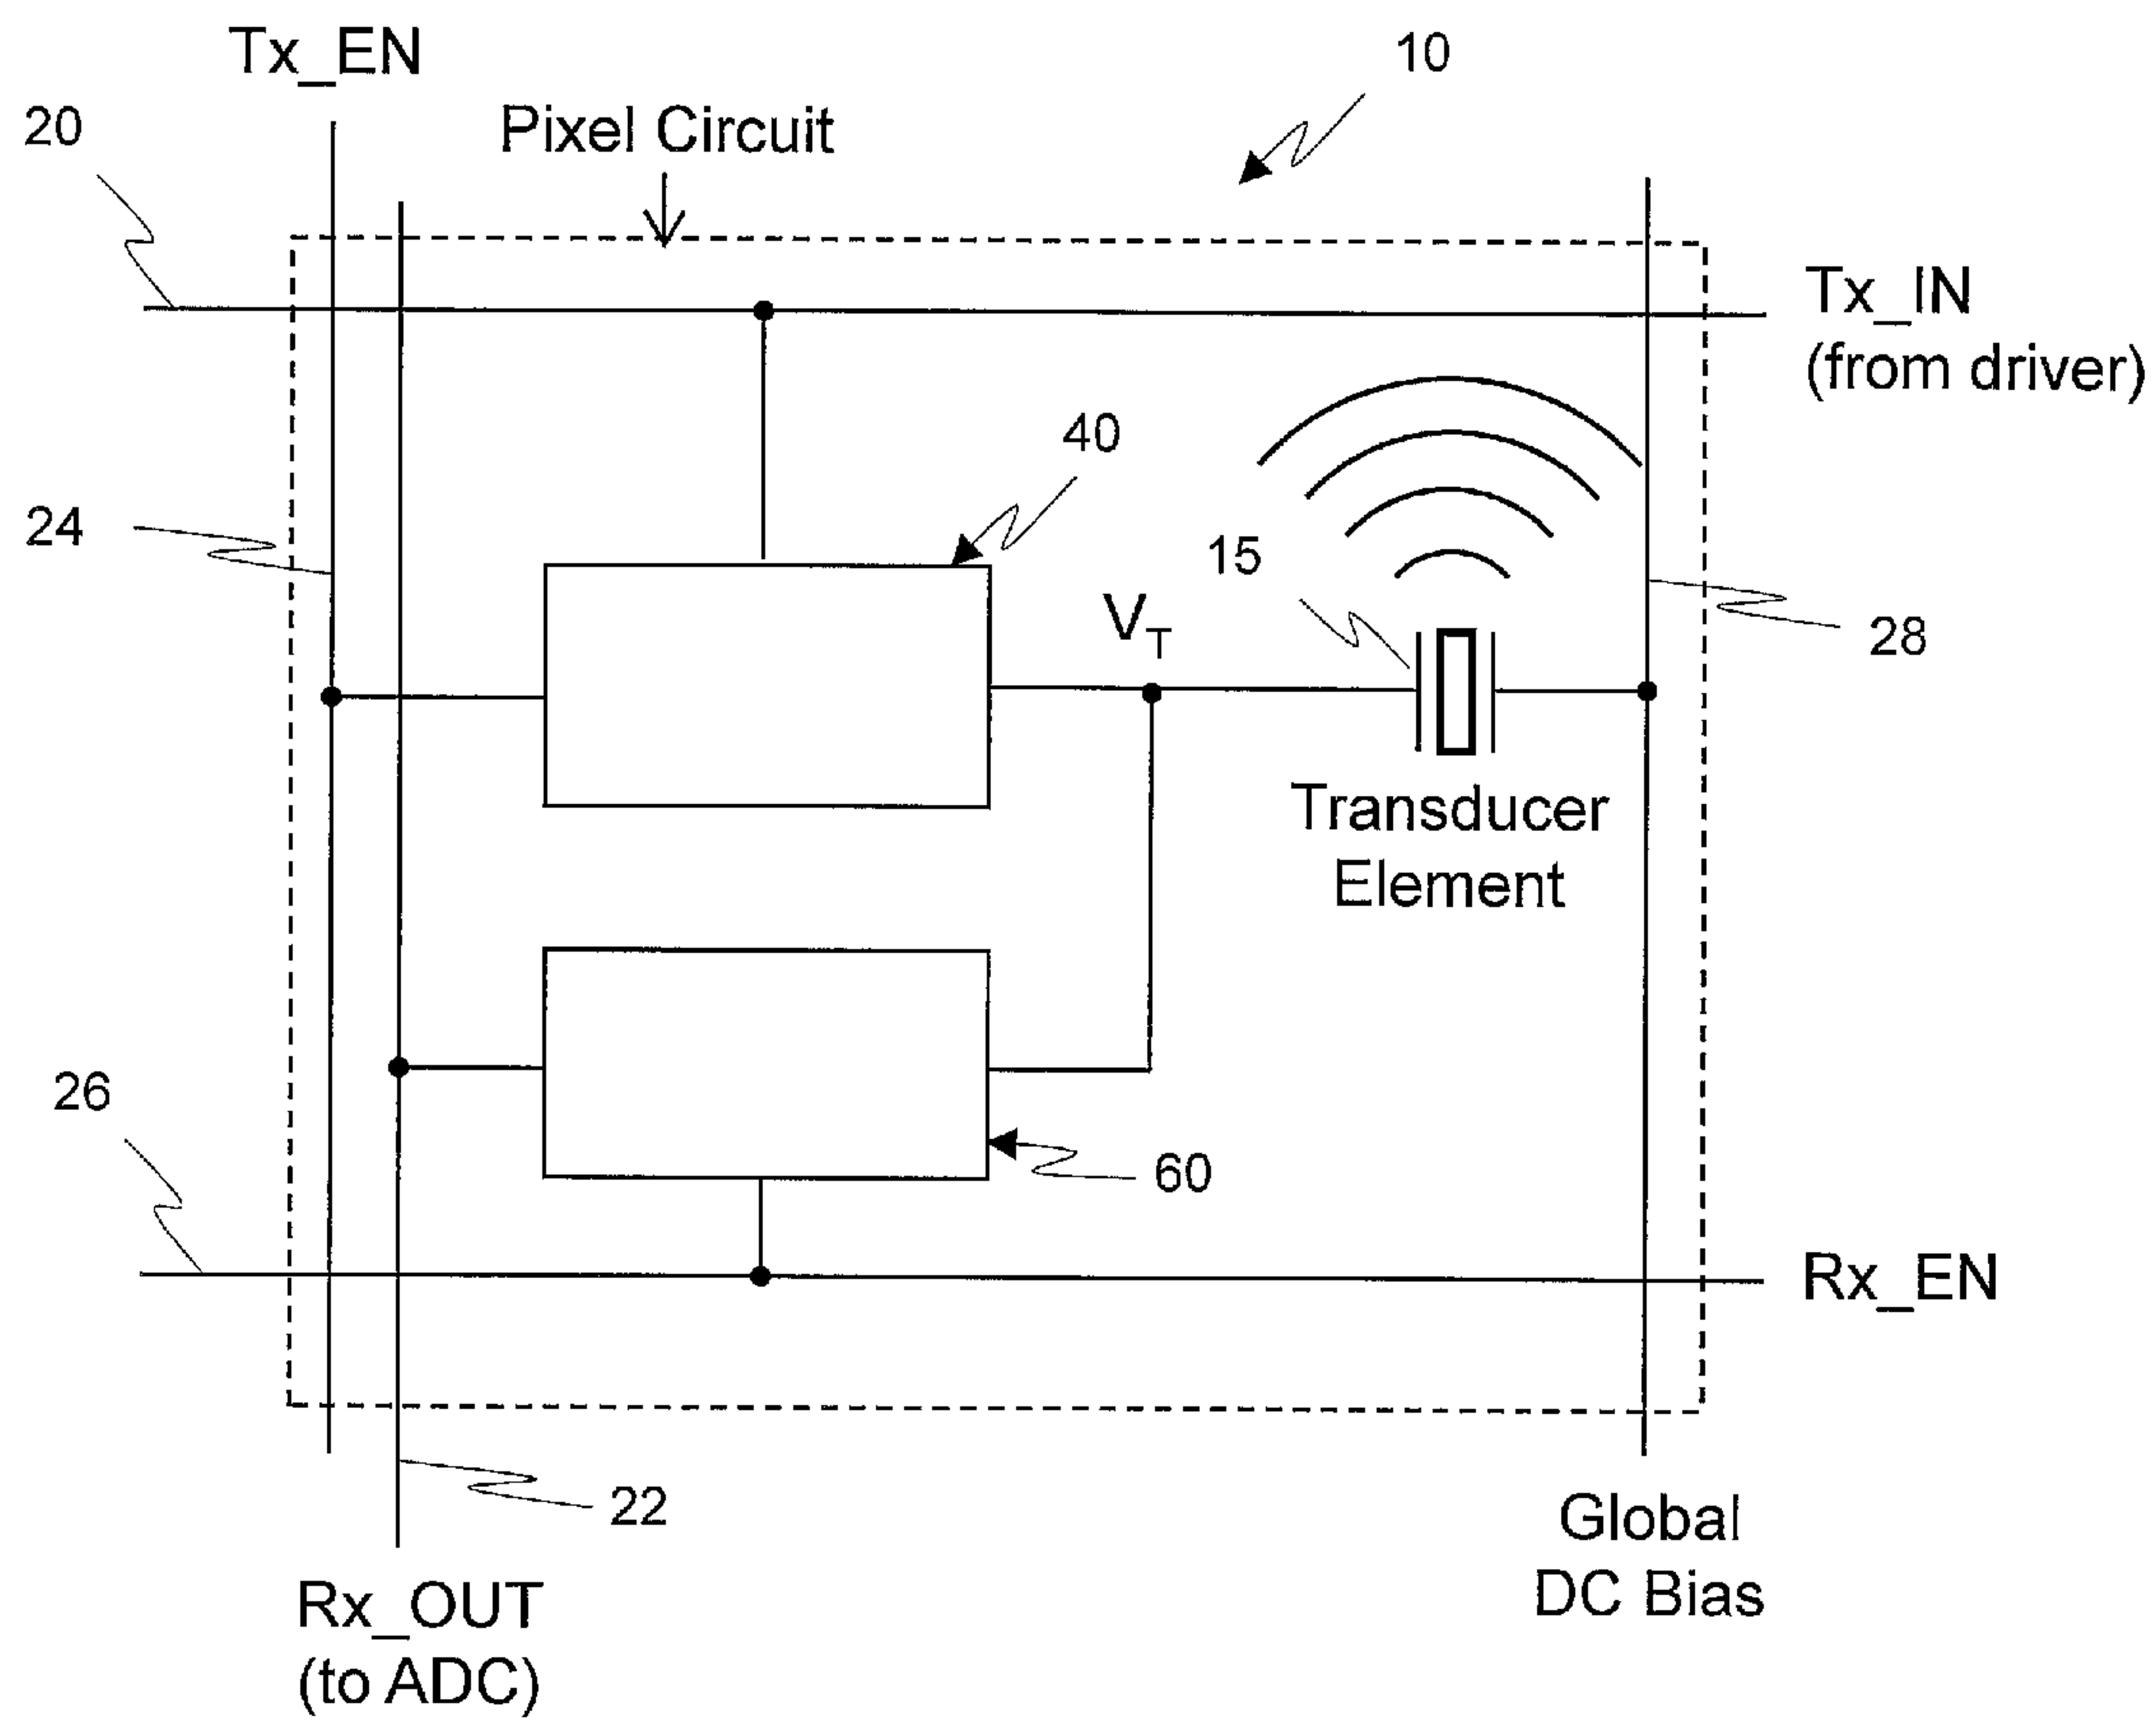 Tx_EN
10
20
Pixel Circuit
Tx_IN
(from driver)
40
24
15
V_T
28
Transducer
Element
26
60
Rx_EN
22
Global
DC Bias
Rx_OUT
(to ADC)